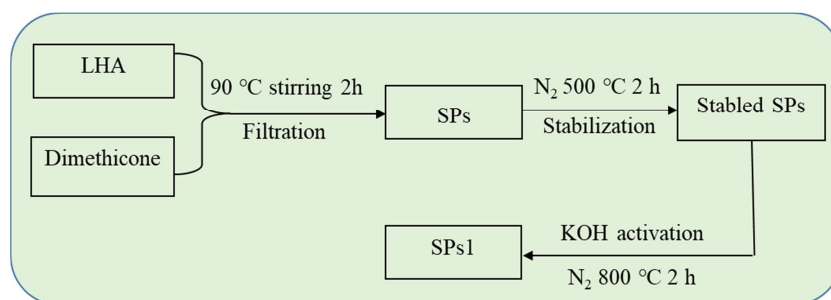 LHA
Dimethicone
90 °C stirring 2h
Filtration
SPs
N₂ 500 °C 2 h
Stabilization
Stabled SPs
KOH activation
N₂ 800 °C 2 h
SPs1